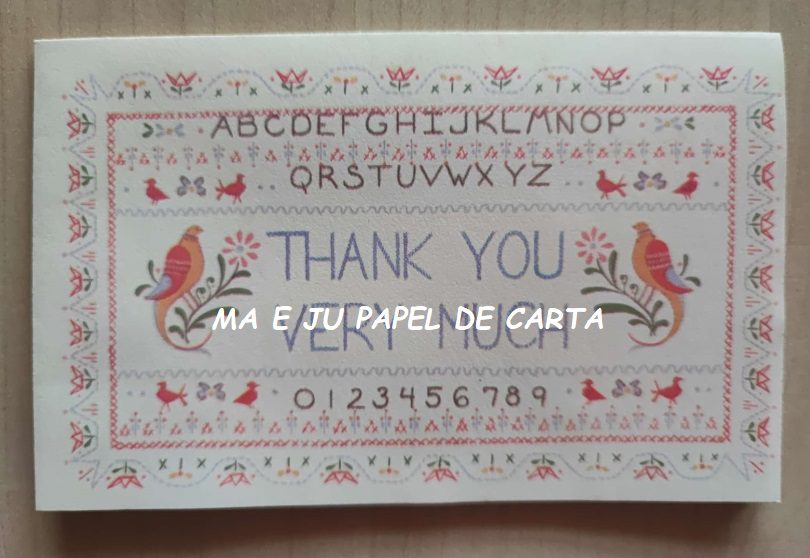 ABCDEFGHIJKLMNOP
QRSTUVWXYZ
THANK YOU
MA E JU PAPEL DE CARTA
VERY MUCH
0123456789